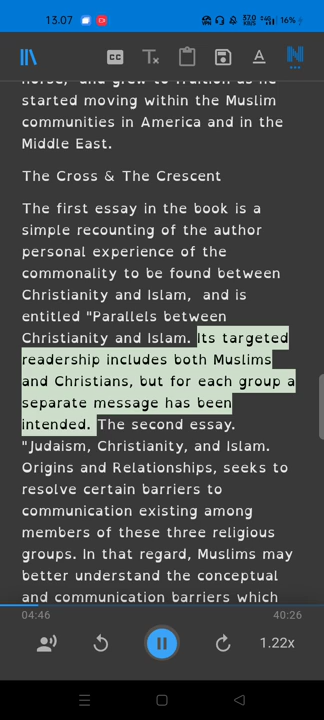 13.07
37.0
KB/S
16%
CC
horse," and grew to fruition as he
started moving within the Muslim
communities in America and in the
Middle East.
The Cross & The Crescent
The first essay in the book is a
simple recounting of the author
personal experience of the
commonality to be found between
Christianity and Islam,  and is
entitled "Parallels between
Christianity and Islam. Its targeted
readership includes both Muslims
and Christians, but for each group a
separate message has been
intended. The second essay.
"Judaism, Christianity, and Islam.
Origins and Relationships, seeks to
resolve certain barriers to
communication existing among
members of these three religious
groups. In that regard, Muslims may
better understand the conceptual
and communication barriers which
04:46
40:26
1.22x